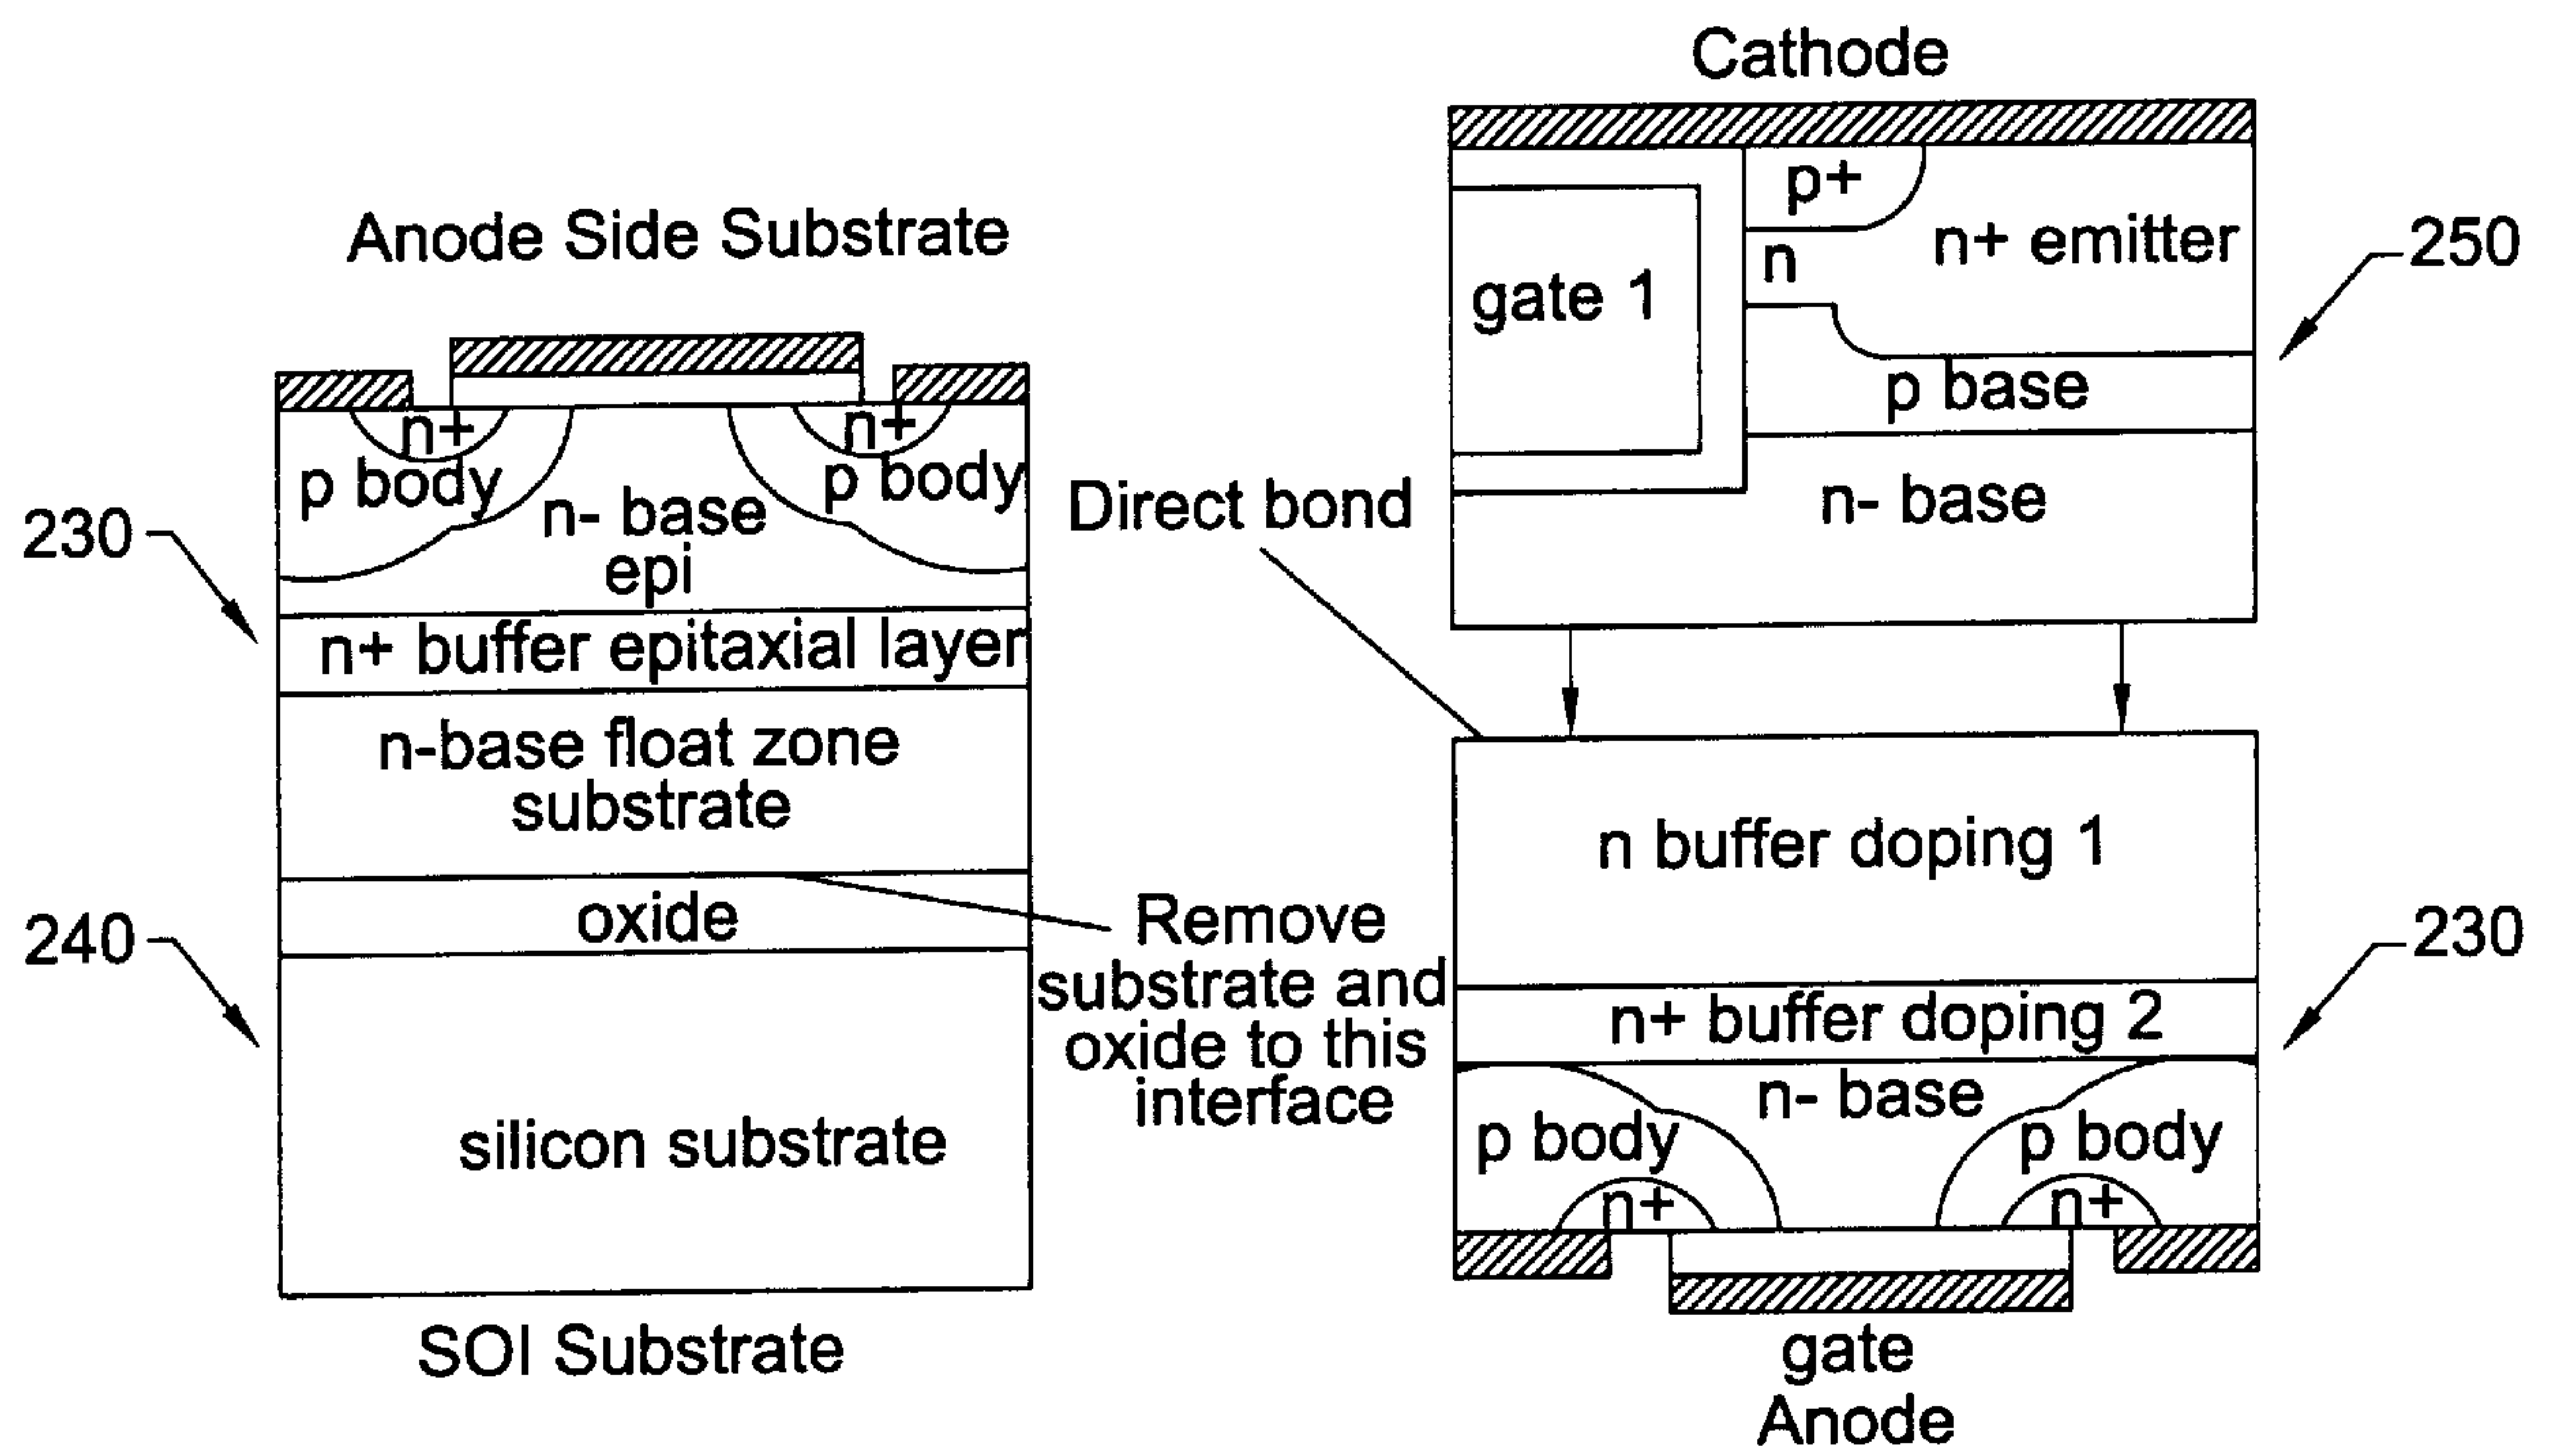 Anode Side Substrate
n+
n+
p body
p body
n- base
epi
230
n+ buffer epitaxial layer
n-base float zone
substrate
240
oxide
silicon substrate
SOI Substrate
Remove
substrate and
oxide to this
interface
Direct bond
Cathode
p+
n
n+ emitter
gate 1
250
p base
n- base
n buffer doping 1
n+ buffer doping 2
230
n- base
p body
p body
n+
n+
gate
Anode